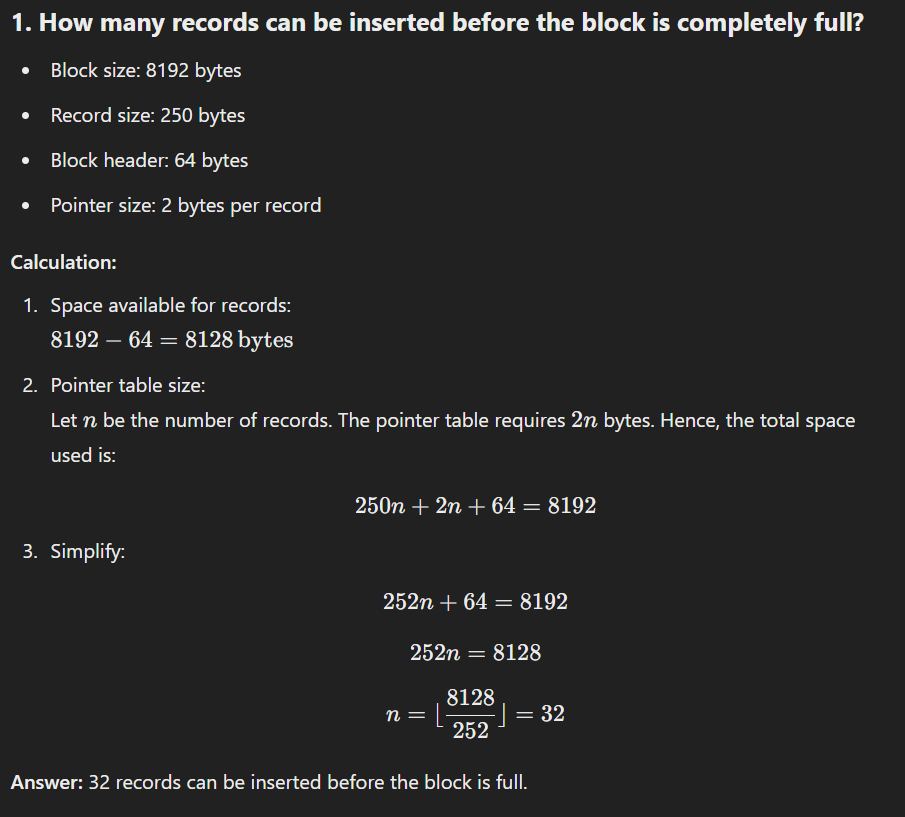 1. How many records can be inserted before the block is completely full?
• Block size: 8192 bytes
• Record size: 250 bytes
• Block header: 64 bytes
• Pointer size: 2 bytes per record
Calculation:
1. Space available for records:
8192 − 64 = 8128 bytes
2. Pointer table size:
Let n be the number of records. The pointer table requires 2n bytes. Hence, the total space
used is:
250n + 2n + 64 = 8192
3. Simplify:
252n + 64 = 8192
252n = 8128
n = ⌊8128/252⌋ = 32
Answer: 32 records can be inserted before the block is full.